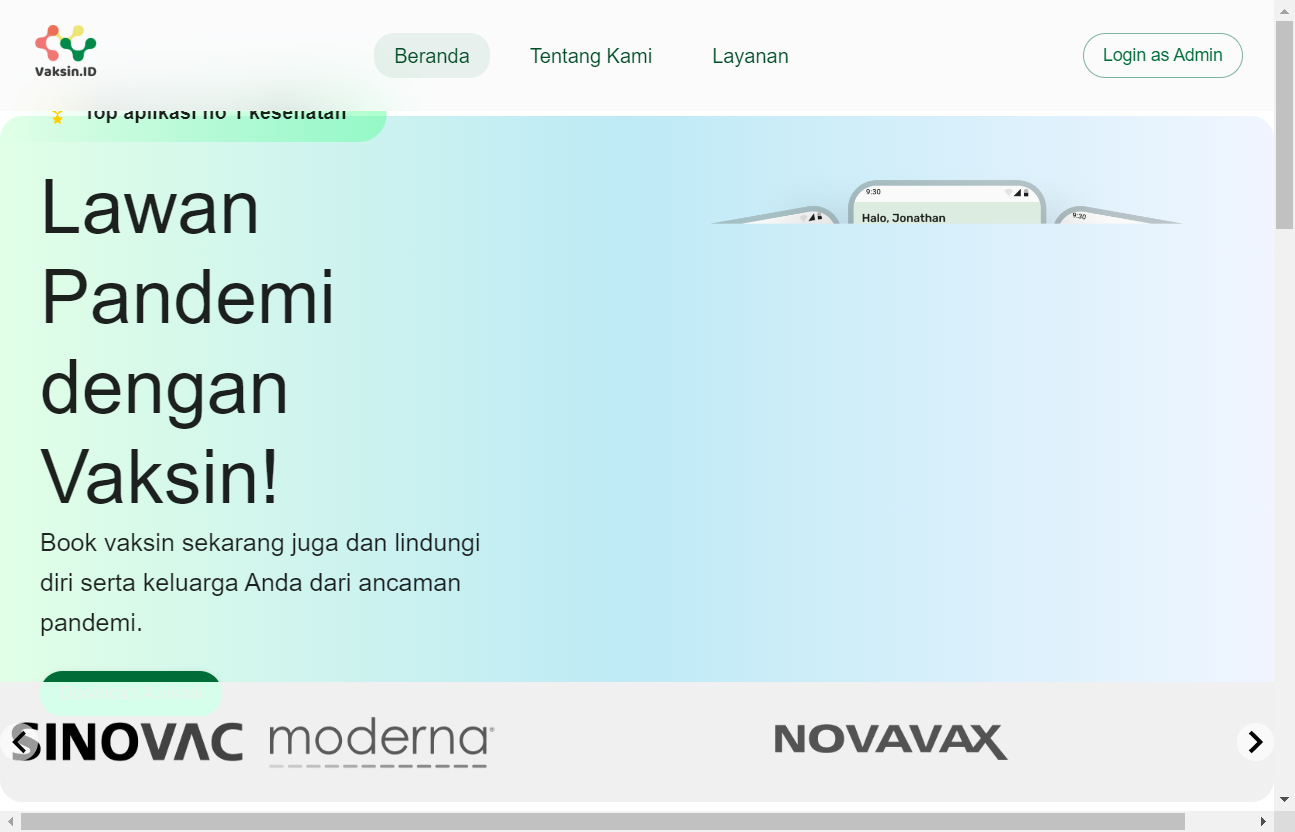 Vaksin.ID
Beranda
Tentang Kami
Layanan
Login as Admin
Top aplikasi no 1 kesehatan
Lawan
Pandemi
dengan
Vaksin!
9:30
Halo, Jonathan
9:30
Book vaksin sekarang juga dan lindungi
diri serta keluarga Anda dari ancaman
pandemi.
SINOVAC
moderna
NOVAVAX